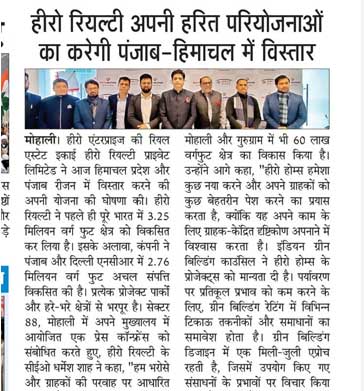 हीरो रियल्टी अपनी हरित परियोजनाओं
का करेगी पंजाब-हिमाचल में विस्तार
मोहाली। हीरो एंटरप्राइज की रियल
एस्टेट इकाई हीरो रियल्टी प्राइवेट
लिमिटेड ने आज हिमाचल प्रदेश और
पंजाब रीजन में विस्तार करने की
अपनी योजना की घोषणा की। हीरो
रियल्टी ने पहले ही पूरे भारत में 3.25
मिलियन वर्ग फुट क्षेत्र को विकसित
कर लिया है। इसके अलावा, कंपनी ने
पंजाब और दिल्ली एनसीआर में 2.76
मिलियन वर्ग फुट अचल संपत्ति
विकसित की है। प्रत्येक प्रोजेक्ट पार्कों
और हरे-भरे क्षेत्रों से भरपूर है। सेक्टर
88, मोहाली में अपने मुख्यालय में
आयोजित एक प्रेस कॉन्फ्रेंस को
संबोधित करते हुए, हीरो रियल्टी के
सीईओ धर्मेश शाह ने कहा, "हम भरोसे
और ग्राहकों की परवाह पर आधारित
मोहाली और गुरुग्राम में भी 60 लाख
वर्गफुट क्षेत्र का विकास किया है।
उन्होंने आगे कहा, "हीरो होम्स हमेशा
कुछ नया करने और अपने ग्राहकों को
कुछ बेहतरीन पेश करने का प्रयास
करता है, क्योंकि यह अपने काम के
लिए ग्राहक-केंद्रित दृष्टिकोण अपनाने में
विश्वास करता है। इंडियन ग्रीन
बिल्डिंग काउंसिल ने हीरो होम्स के
प्रोजेक्ट्स को मान्यता दी है। पर्यावरण
पर प्रतिकूल प्रभाव को कम करने के
लिए, ग्रीन बिल्डिंग रेटिंग में विभिन्न
टिकाऊ तकनीकों और समाधानों का
समावेश होता है। ग्रीन बिल्डिंग
डिजाइन में एक मिली-जुली एप्रोच
रहती है, जिसमें उपयोग किए गए
संसाधनों के प्रभावों पर विचार किया